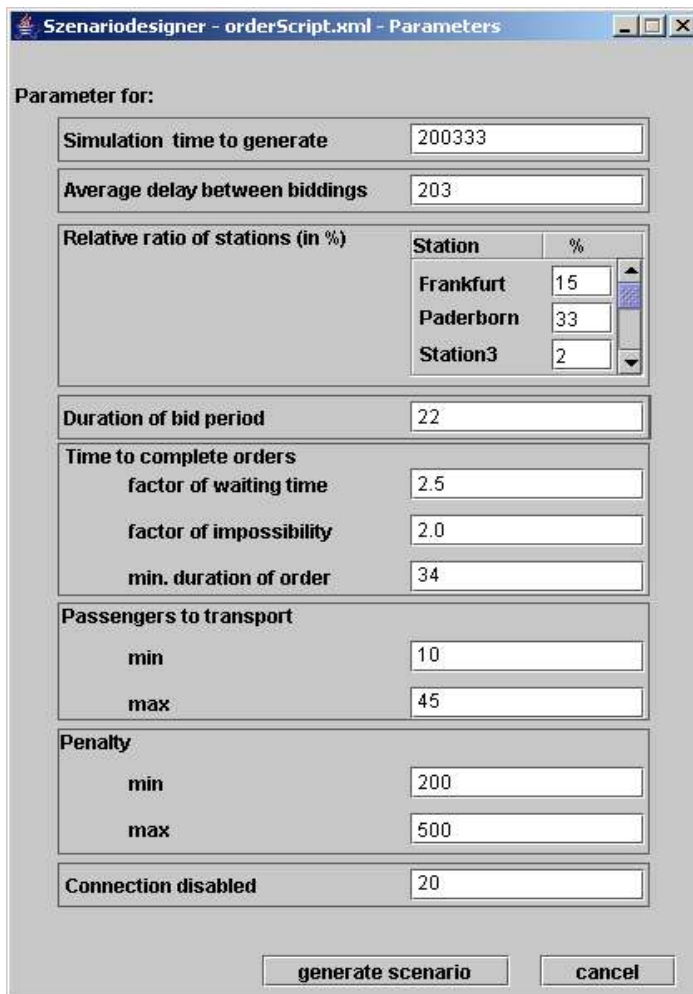 Szenariodesigner - orderScript.xml - Parameters
Parameter for:
Simulation time to generate 200333
Average delay between biddings 203
Relative ratio of stations (in %) Station %
Frankfurt 15
Paderborn 33
Station3 2
Duration of bid period 22
Time to complete orders
factor of waiting time 2.5
factor of impossibility 2.0
min. duration of order 34
Passengers to transport
min 10
max 45
Penalty
min 200
max 500
Connection disabled 20
generate scenario cancel